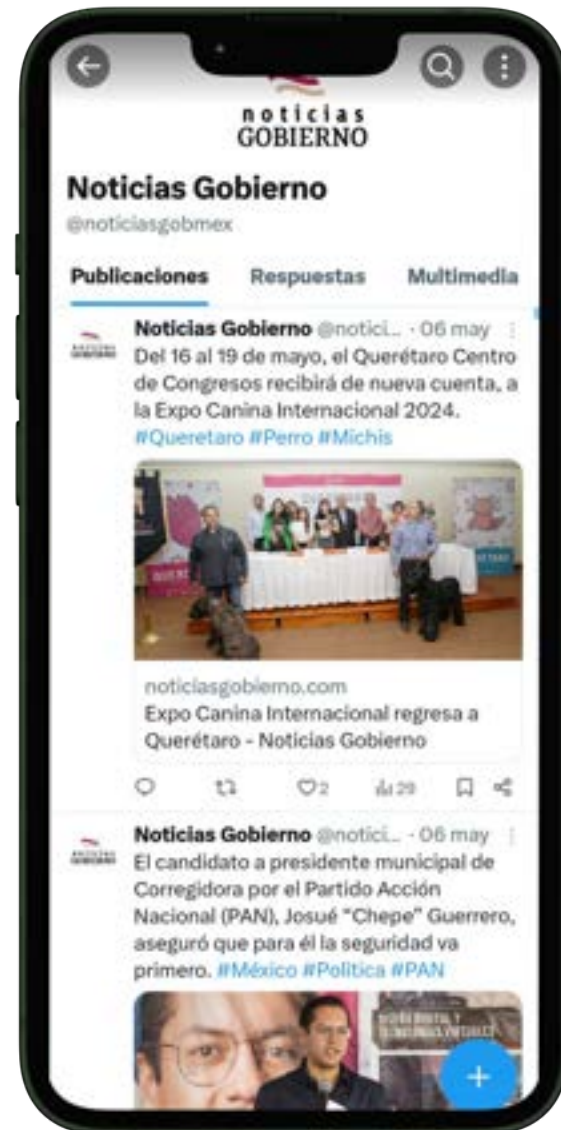 noticias
GOBIERNO
Noticias Gobierno
@noticiasgobmex
Publicaciones Respuestas Multimedia
Noticias Gobierno @notici... · 06 may
Del 16 al 19 de mayo, el Querétaro Centro
de Congresos recibirá de nueva cuenta, a
la Expo Canina Internacional 2024.
#Queretaro #Perro #Michis
noticiasgobierno.com
Expo Canina Internacional regresa a
Querétaro - Noticias Gobierno
2 29
Noticias Gobierno @notici... · 06 may
El candidato a presidente municipal de
Corregidora por el Partido Acción
Nacional (PAN), Josué “Chepe” Guerrero,
aseguró que para él la seguridad va
primero. #México #Politica #PAN